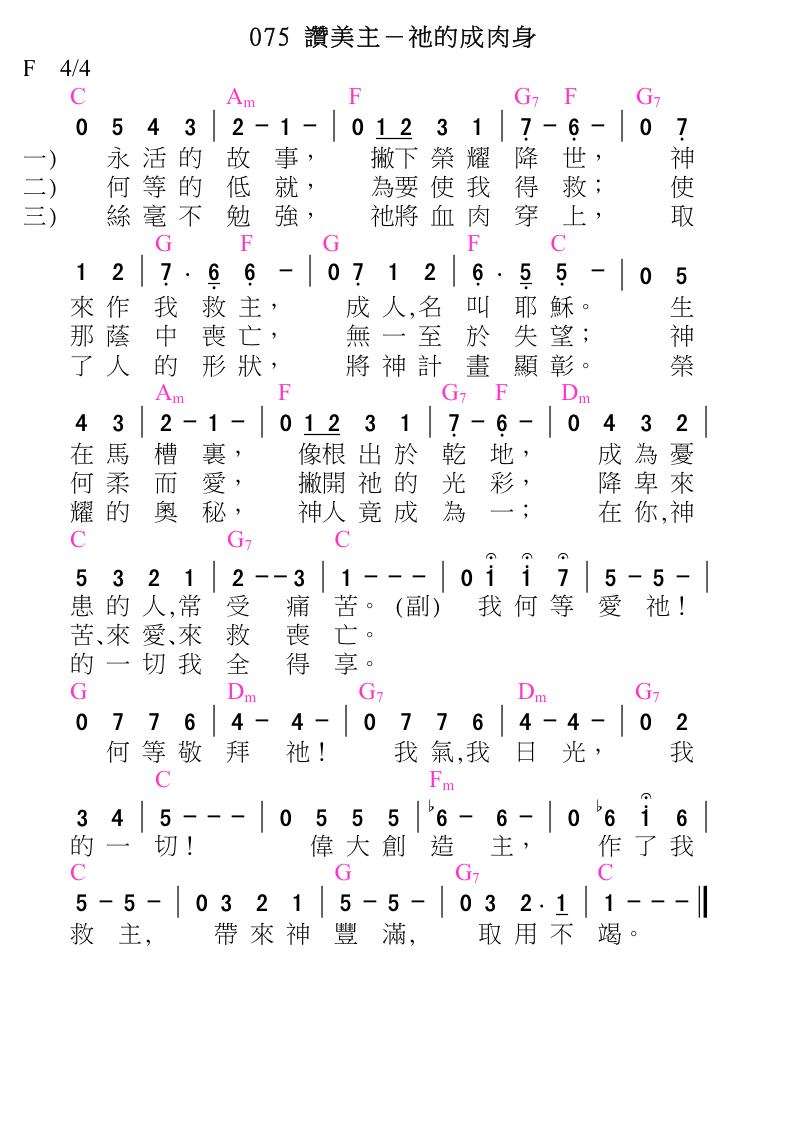 075 讚美主－祂的成肉身
F 4/4
C Am F G7 F G7
0 5 4 3 | 2 - 1 - | 0 1 2 3 1 | 7 - 6 - | 0 7
一) 永活的故事， 撇下榮耀降世， 神
二) 何等的低就， 為要使我得救； 使
三) 絲毫不勉強， 祂將血肉穿上， 取
G F G F C
1 2 | 7 · 6 6 - | 0 7 1 2 | 6 · 5 5 - | 0 5
來作我救主， 成人,名叫耶穌。 生
那蔭中喪亡， 無一至於失望； 神
了人的形狀， 將神計畫顯彰。 榮
Am F G7 F Dm
4 3 | 2 - 1 - | 0 1 2 3 1 | 7 - 6 - | 0 4 3 2 |
在馬槽裏， 像根出於乾地， 成為憂
何柔而愛， 撇開祂的光彩， 降卑來
耀的奧秘， 神人竟成為一； 在你,神
C G7 C
5 3 2 1 | 2 - - 3 | 1 - - - | 0 1 1 7 | 5 - 5 - |
患的人,常受痛苦。 (副) 我何等愛祂！
苦､來愛､來救喪亡。
的一切我全得享。
G Dm G7 Dm G7
0 7 7 6 | 4 - 4 - | 0 7 7 6 | 4 - 4 - | 0 2
何等敬拜祂！ 我氣,我日光， 我
C Fm
3 4 | 5 - - - | 0 5 5 5 | ♭6 - 6 - | 0 ♭6 1 6 |
的一切！ 偉大創造主， 作了我
C G G7 C
5 - 5 - | 0 3 2 1 | 5 - 5 - | 0 3 2 · 1 | 1 - - - ‖
救主, 帶來神豐滿, 取用不竭。